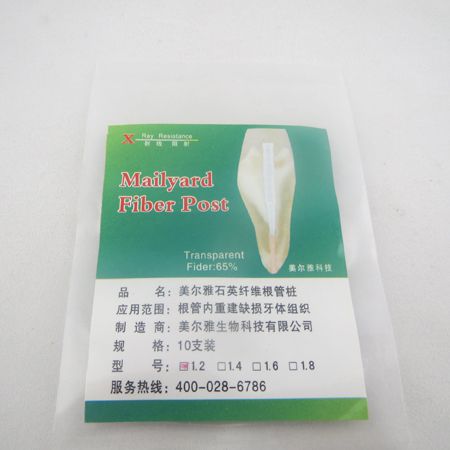 X Ray Resistance
射线阻射
Mailyard
Fiber Post
Transparent
Fider:65%
美尔雅科技
品 名：美尔雅石英纤维根管桩
应用范围：根管内重建缺损牙体组织
制造商：美尔雅生物科技有限公司
规 格：10支装
型 号：☑1.2 □1.4 □1.6 □1.8
服务热线：400-028-6786